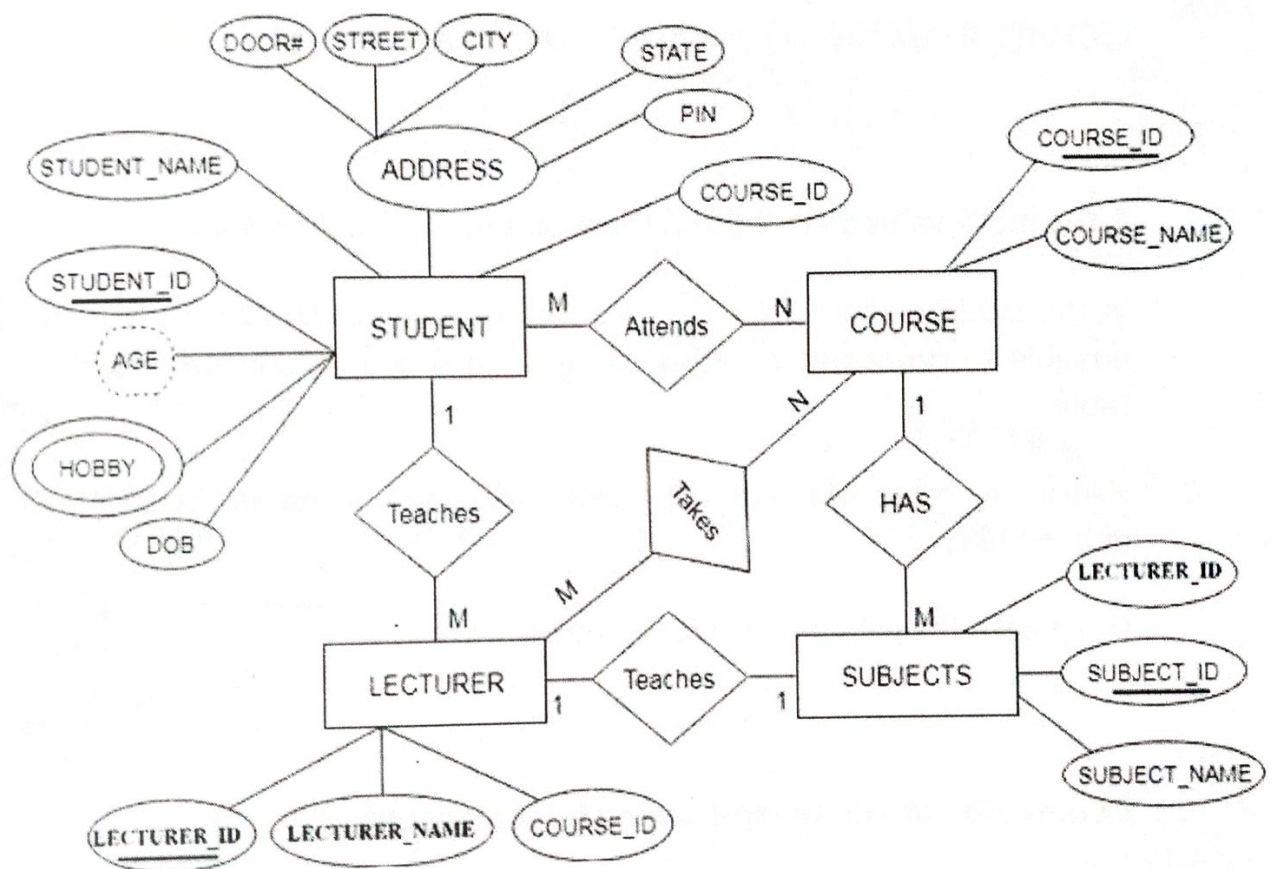 DOOR# STREET CITY
STATE
PIN
STUDENT_NAME
ADDRESS
COURSE_ID
COURSE_ID
COURSE_NAME
STUDENT_ID
STUDENT
M
Attends
N
COURSE
AGE
HOBBY
DOB
1
Teaches
M
N
Takes
M
1
HAS
M
LECTURER_ID
LECTURER
1
Teaches
1
SUBJECTS
SUBJECT_ID
SUBJECT_NAME
LECTURER_ID
LECTURER_NAME
COURSE_ID